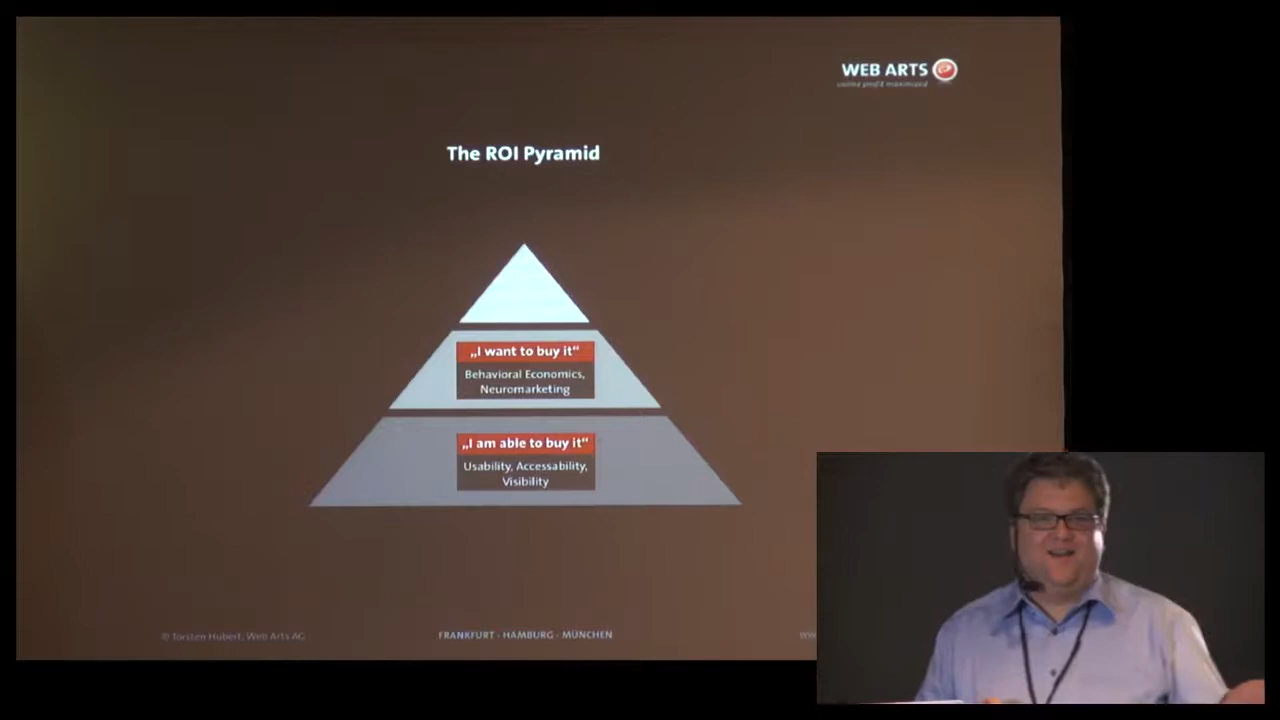 WEB ARTS
The ROI Pyramid
„I want to buy it“
Behavioral Economics,
Neuromarketing
„I am able to buy it“
Usability, Accessability,
Visibility
© Torsten Hubert, Web Arts AG
FRANKFURT · HAMBURG · MÜNCHEN